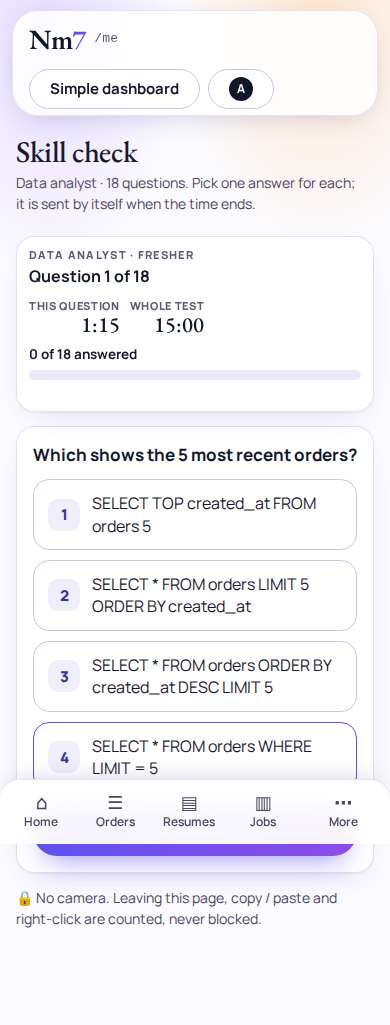 Nm7 /me
Simple dashboard
A
Skill check
Data analyst · 18 questions. Pick one answer for each;
it is sent by itself when the time ends.
DATA ANALYST · FRESHER
Question 1 of 18
THIS QUESTION WHOLE TEST
1:15 15:00
0 of 18 answered
Which shows the 5 most recent orders?
1 SELECT TOP created_at FROM
orders 5
2 SELECT * FROM orders LIMIT 5
ORDER BY created_at
3 SELECT * FROM orders ORDER BY
created_at DESC LIMIT 5
4 SELECT * FROM orders WHERE
LIMIT = 5
Home Orders Resumes Jobs More
🔒 No camera. Leaving this page, copy / paste and
right-click are counted, never blocked.